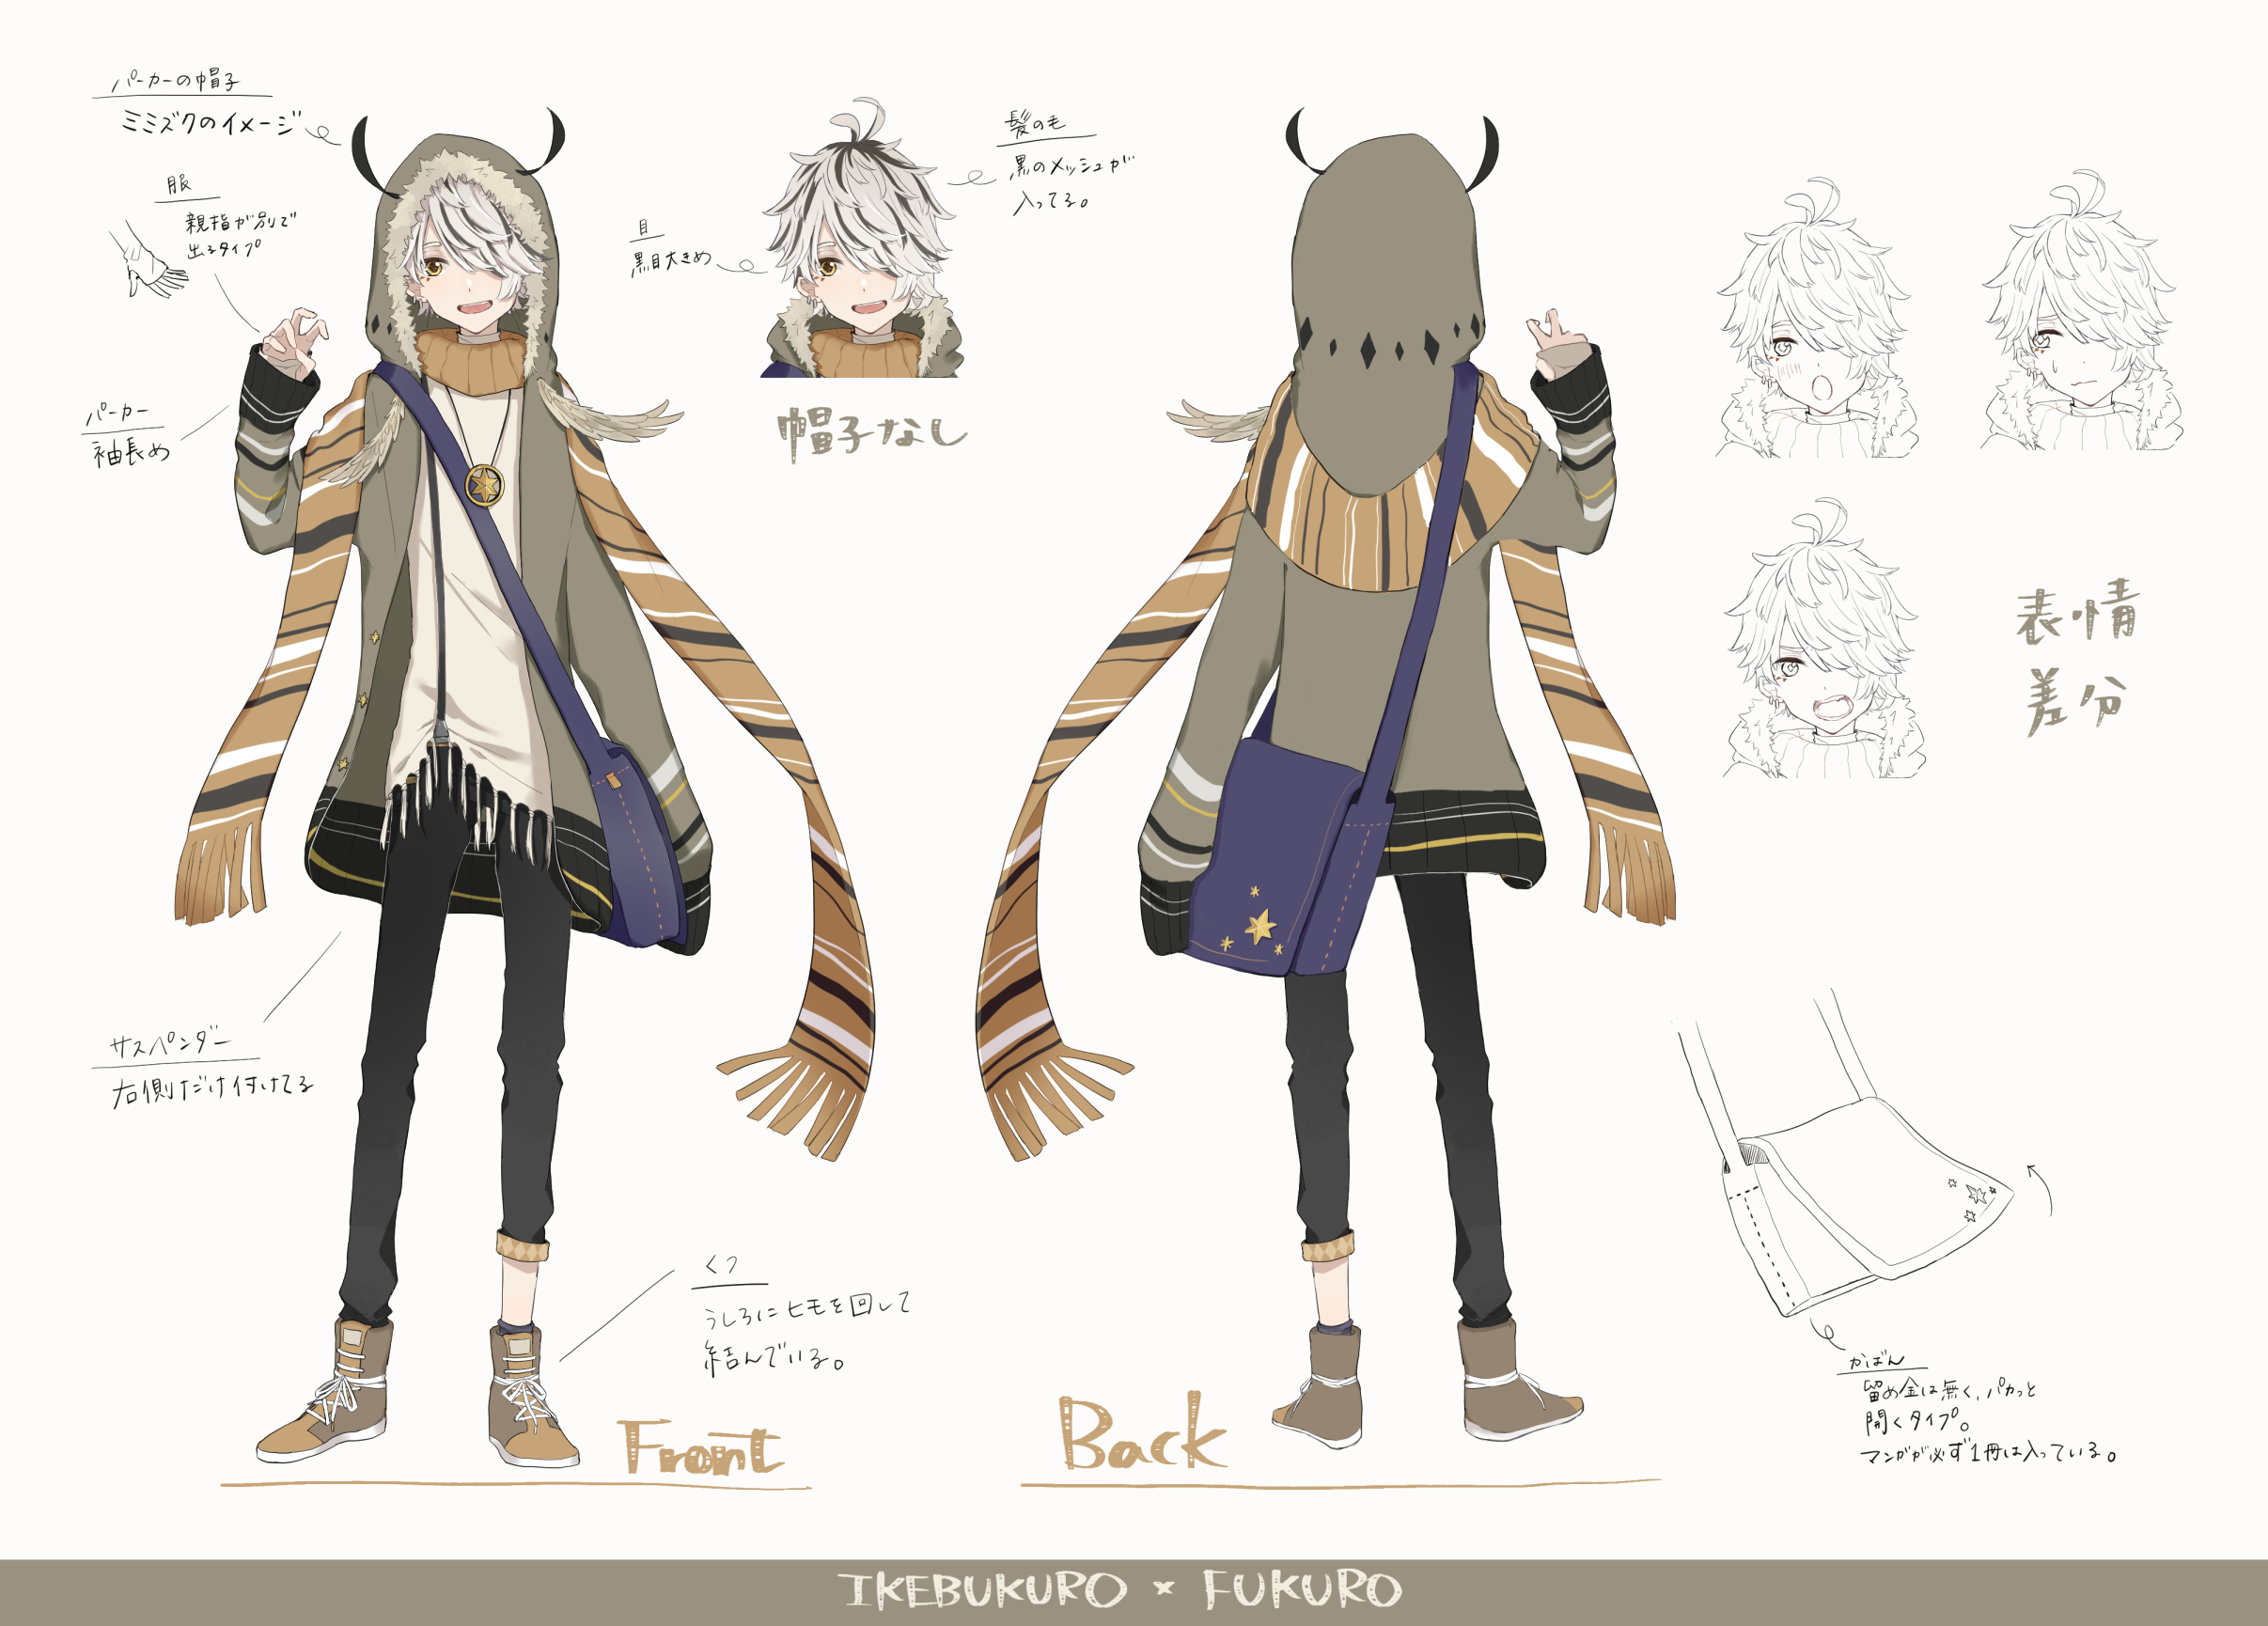 パーカーの帽子
ミミズクのイメージ
服
親指が別で
出るタイプ
パーカー
袖長め
目
黒目大きめ
髪の毛
黒のメッシュが
入ってる。
帽子なし
表情
差分
サスペンダー
右側だけ付けてる
くつ
うしろにヒモを回して
結んでいる。
かばん
留め金は無く、パカっと
開くタイプ。
マンガが必ず1冊は入っている。
Front
Back
IKEBUKURO × FUKURO